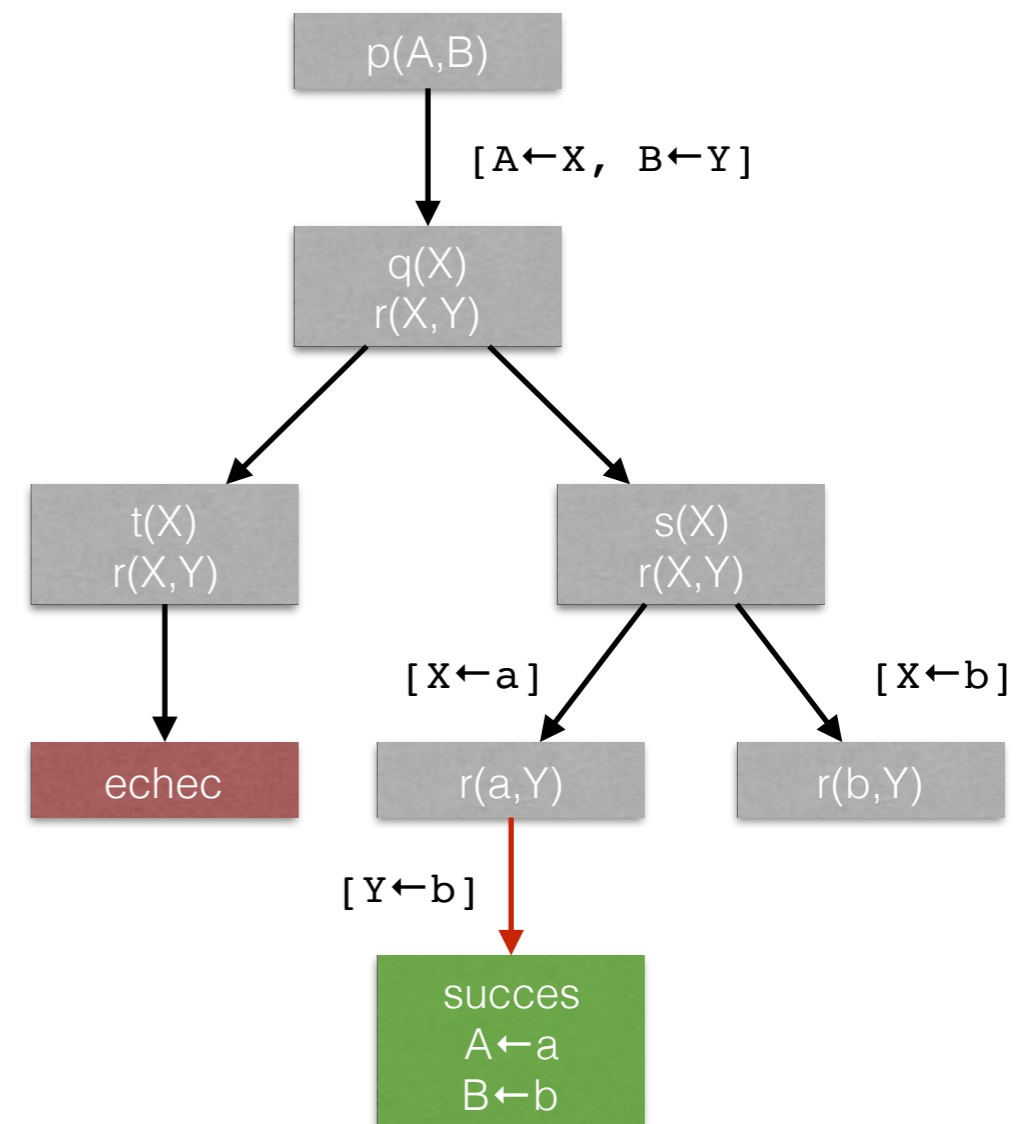 p(A,B)
[A←X, B←Y]
q(X)
r(X,Y)
t(X)
r(X,Y)
s(X)
r(X,Y)
[X←a]
[X←b]
echec
r(a,Y)
r(b,Y)
[Y←b]
succes
A←a
B←b